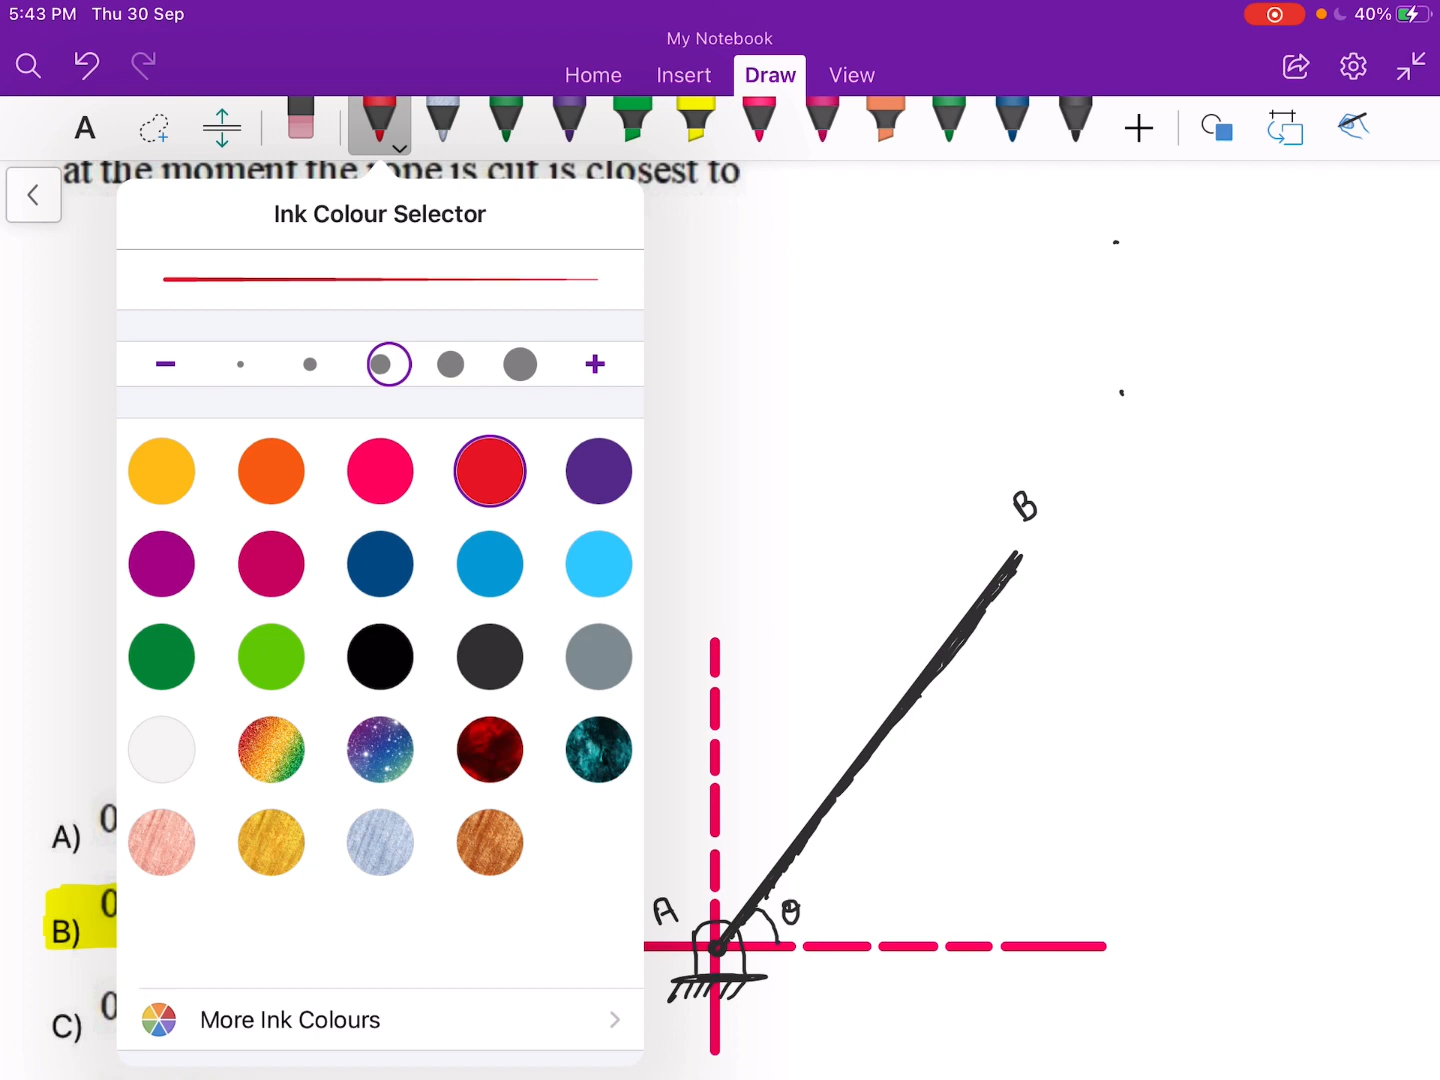 5:43 PM Thu 30 Sep
40%
My Notebook
Home Insert Draw View
A
at the moment the rope is cut is closest to
Ink Colour Selector
B
A) 0
B) 0
C) 0
A θ
More Ink Colours